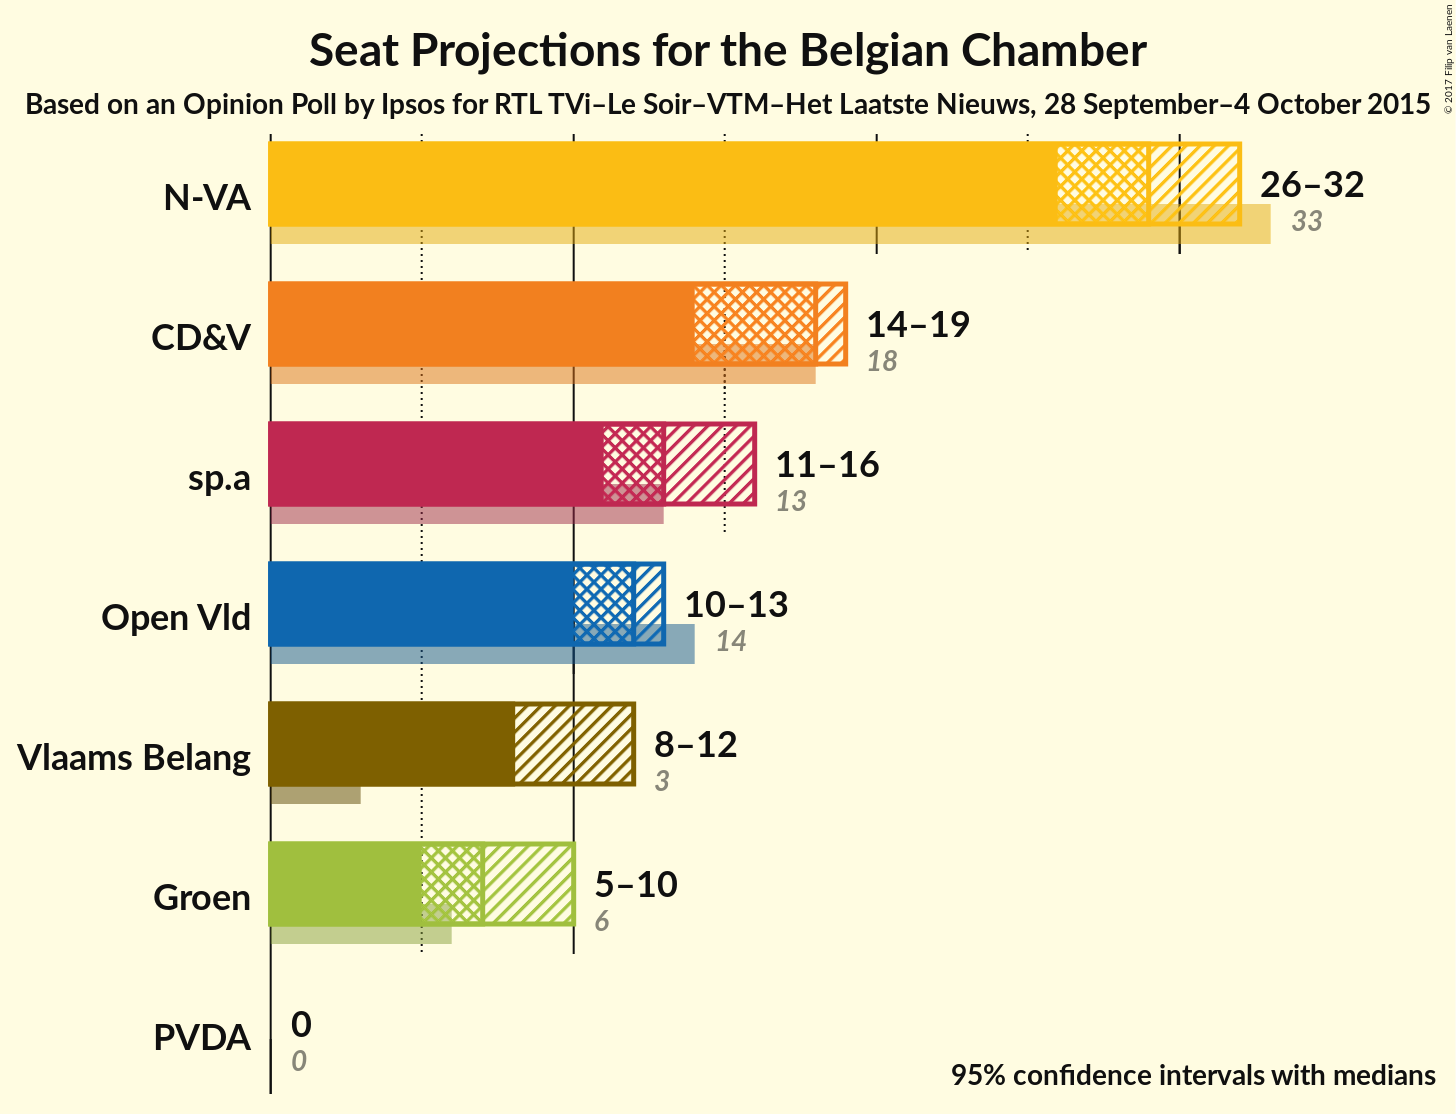 Seat Projections for the Belgian Chamber
Based on an Opinion Poll by Ipsos for RTL TVi–Le Soir–VTM–Het Laatste Nieuws, 28 September–4 October 2015
© 2017 Filip van Laenen
N-VA
26–32
33
CD&V
14–19
18
sp.a
11–16
13
Open Vld
10–13
14
Vlaams Belang
8–12
3
Groen
5–10
6
PVDA
0
0
95% confidence intervals with medians